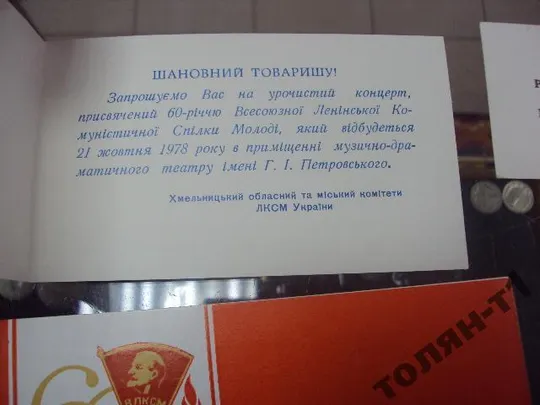 ШАНОВНИЙ ТОВАРИШУ!
Запрошуємо Вас на урочистий концерт,
присвячений 60-річчю Всесоюзної Ленінської Ко-
муністичної Спілки Молоді, який відбудеться
21 жовтня 1978 року в приміщенні музично-дра-
матичного театру імені Г. І. Петровського.
Хмельницький обласний та міський комітети
ЛКСМ України
ВЛКСМ
ТОЛЯН-Т1